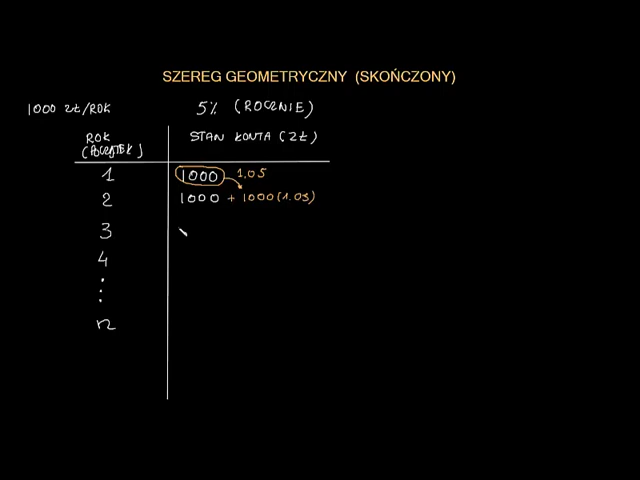 SZEREG GEOMETRYCZNY (SKOŃCZONY)
1000 ZŁ/ROK 5% (ROCZNIE)
ROK STAN KONTA (ZŁ)
(POCZĄTEK)
1 1000 1,05
2 1000 + 1000(1.05)
3
4
n